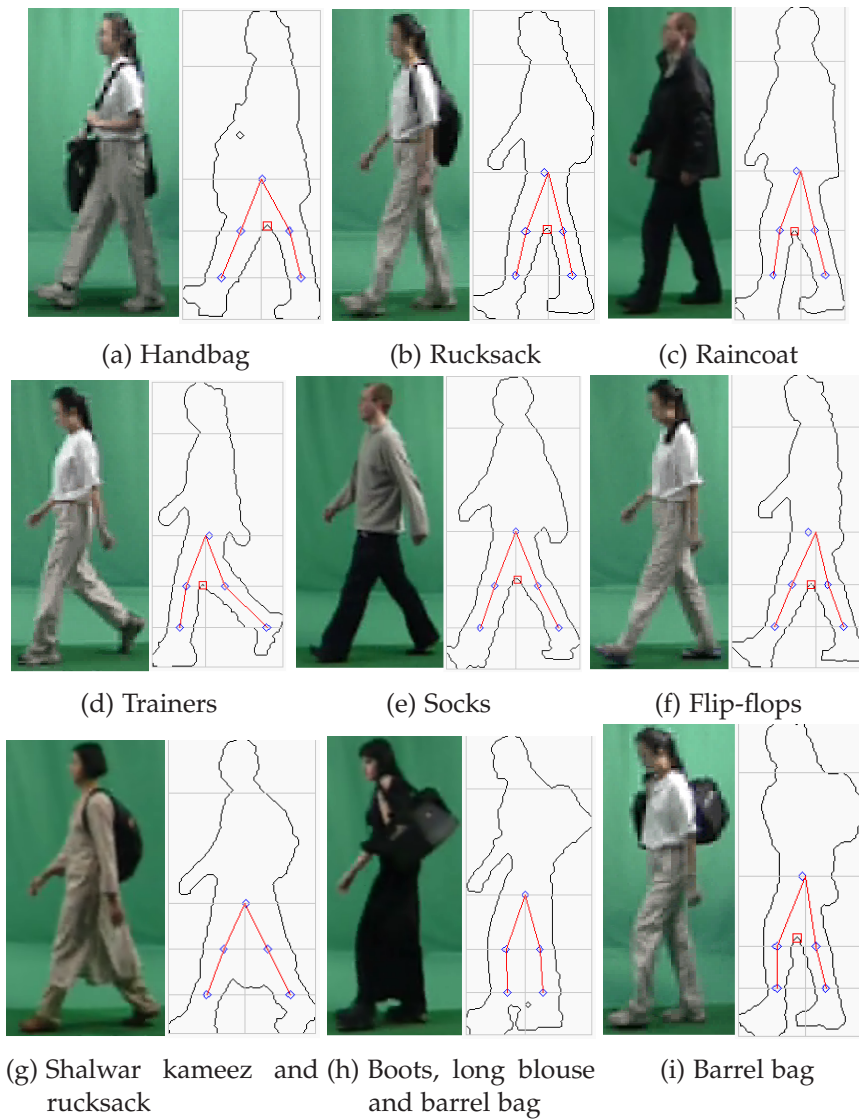 (a) Handbag
(b) Rucksack
(c) Raincoat
(d) Trainers
(e) Socks
(f) Flip-flops
(g) Shalwar kameez and
rucksack
(h) Boots, long blouse
and barrel bag
(i) Barrel bag